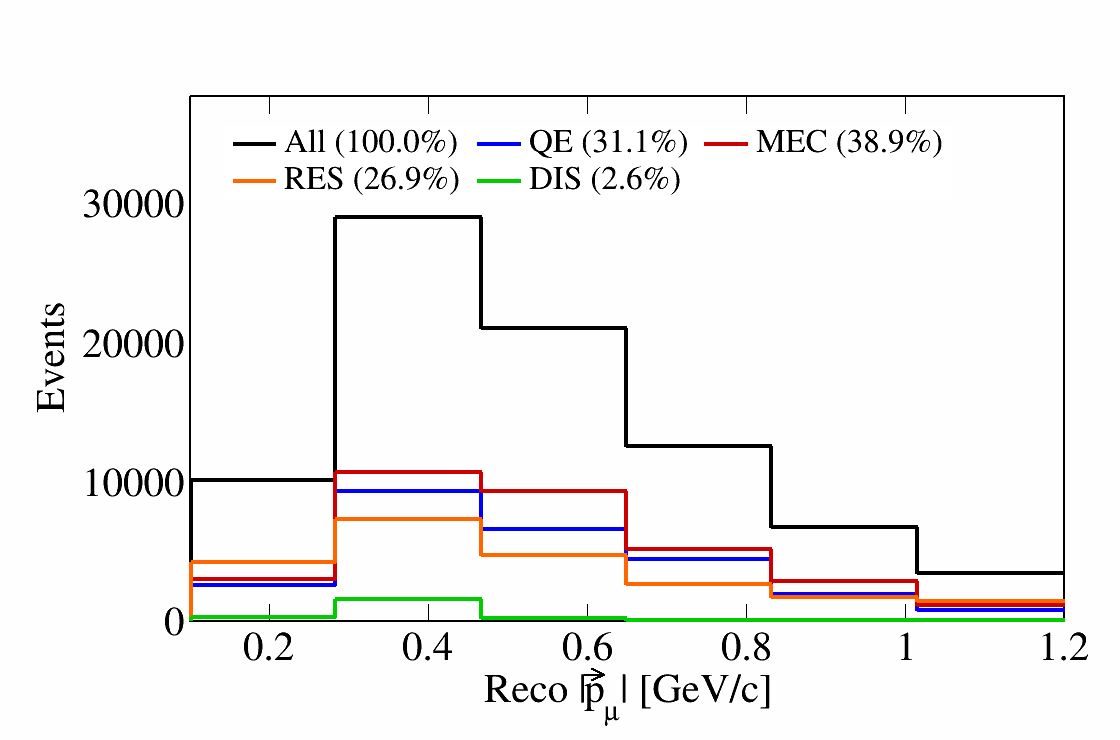 All (100.0%) QE (31.1%) MEC (38.9%)
RES (26.9%) DIS (2.6%)
30000
20000
10000
0
Events
0.2 0.4 0.6 0.8 1 1.2
Reco |p⃗_μ| [GeV/c]